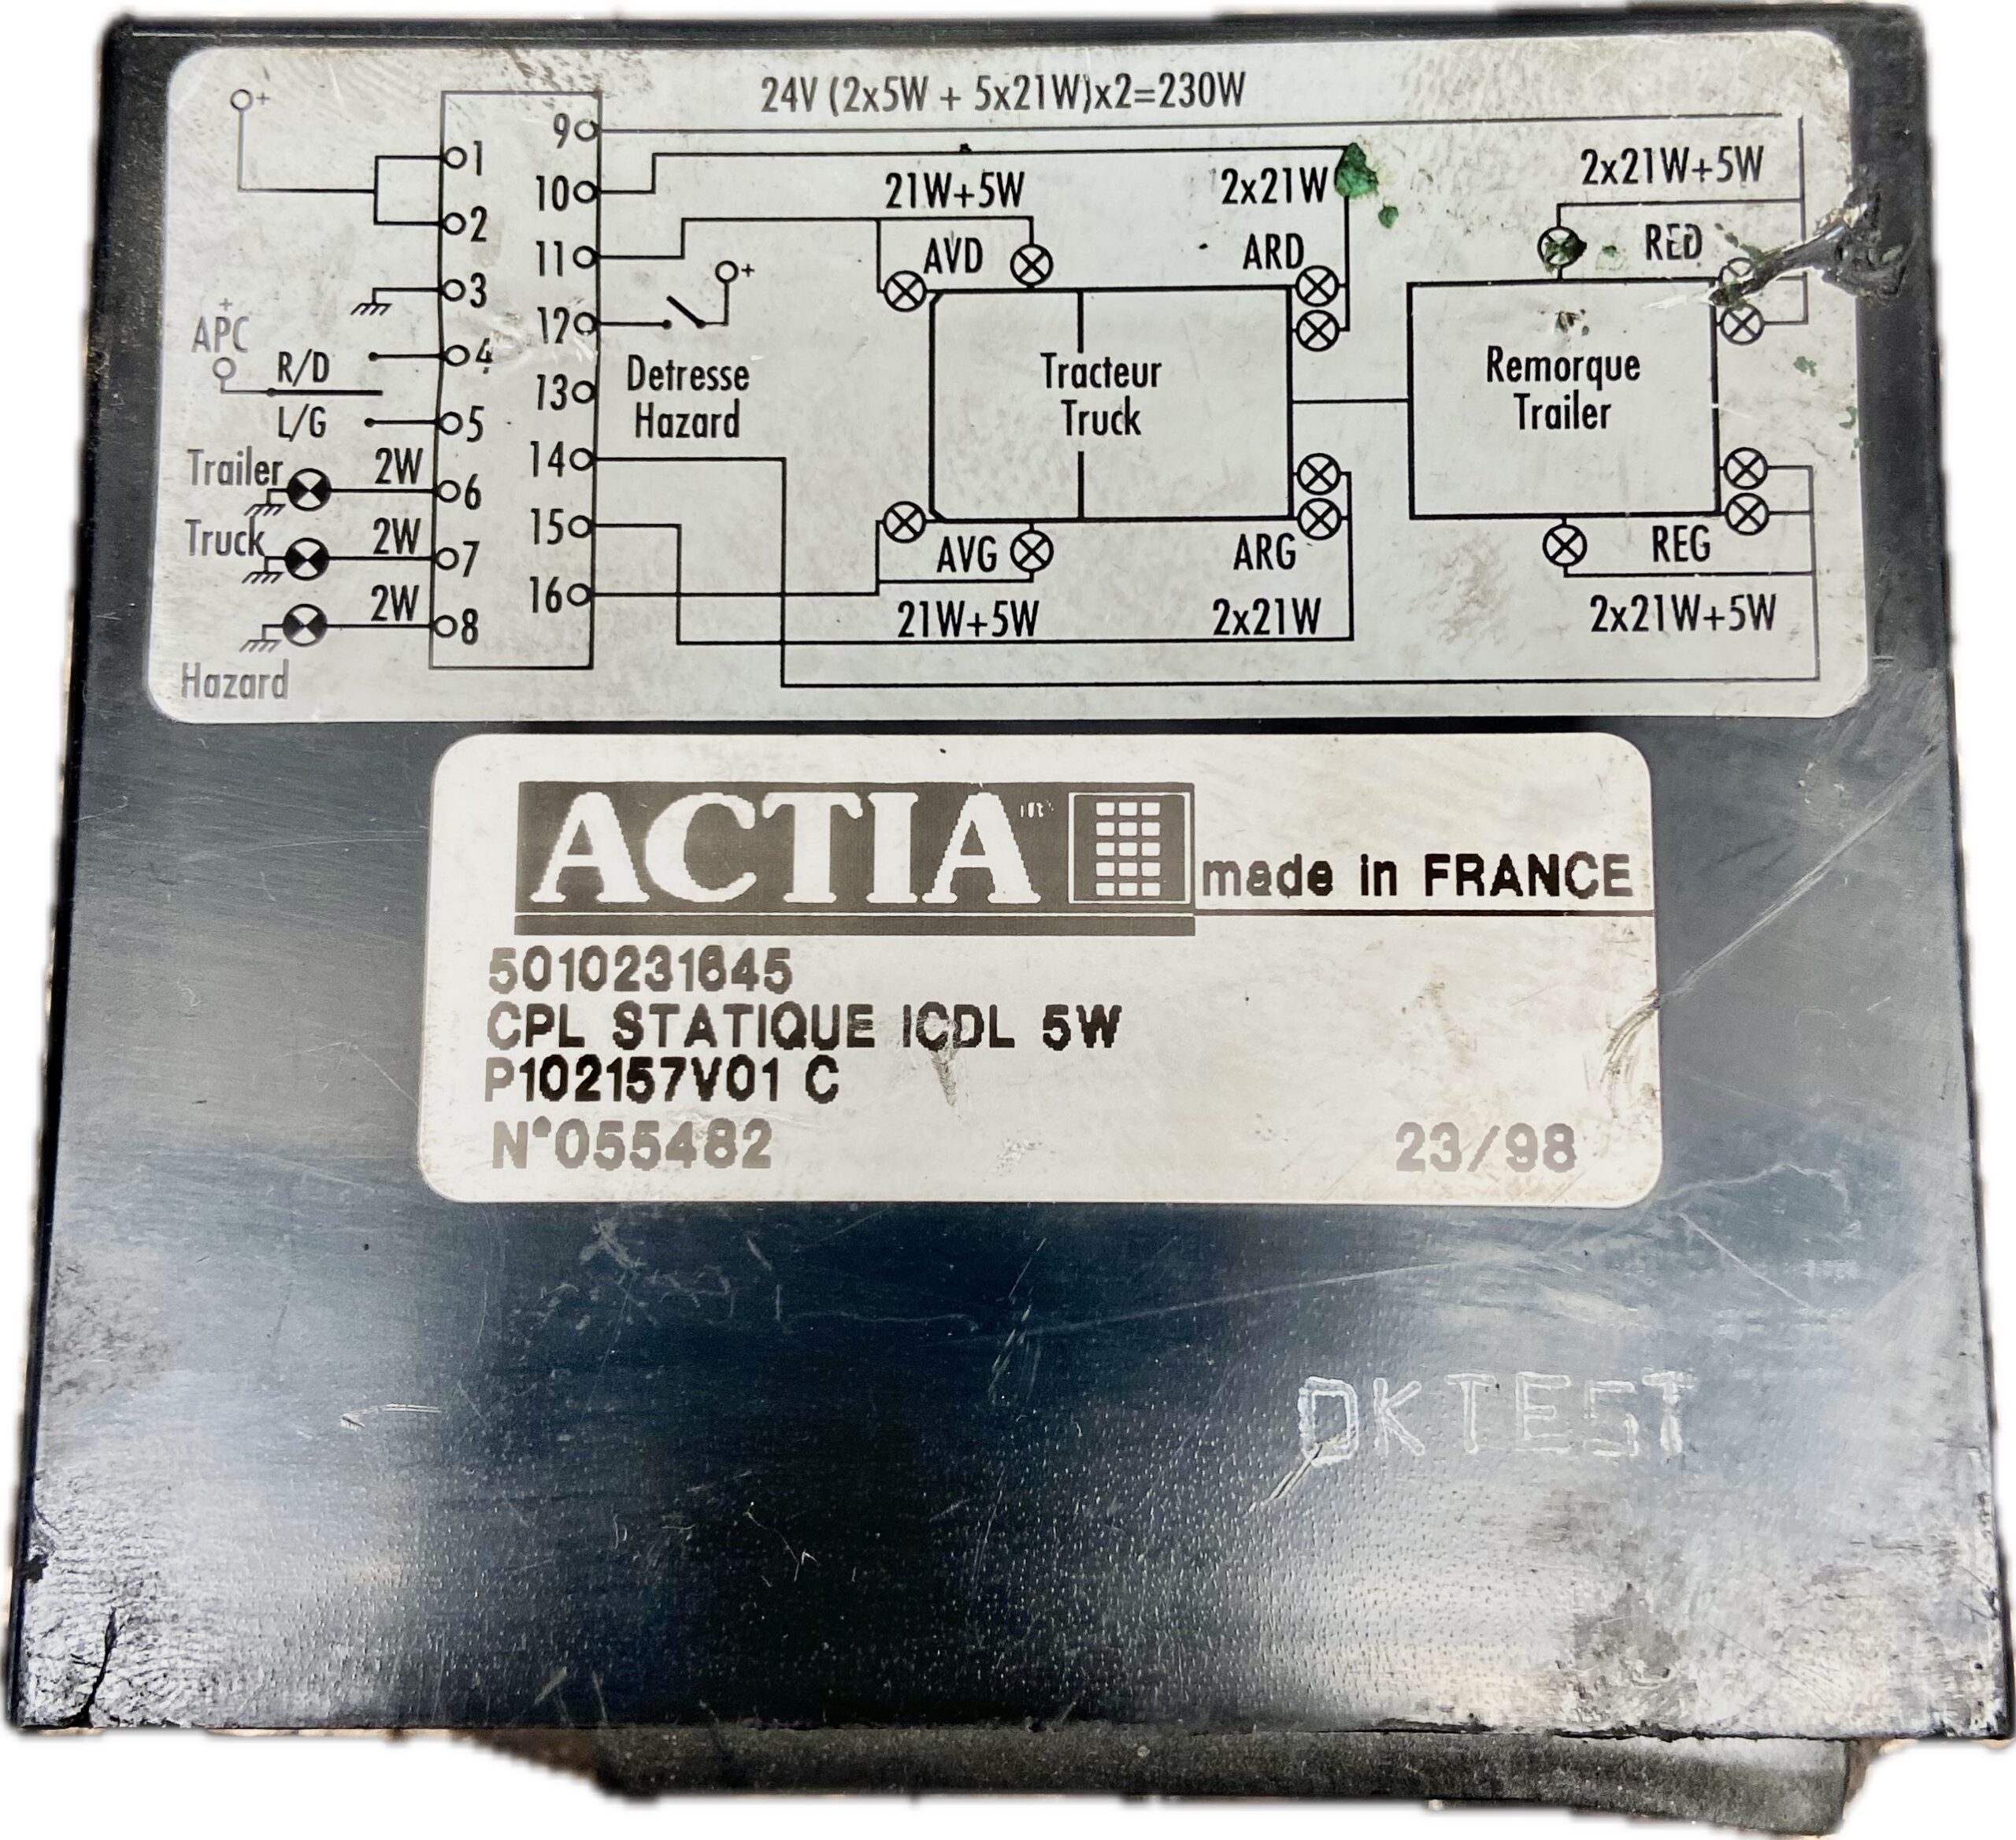 24V (2x5W + 5x21W)x2=230W
+
1
2
3
+
APC
R/D
4
L/G
5
Trailer
2W
6
Truck
2W
7
2W
8
Hazard
9
10
11
12
13
14
15
16
+
Detresse
Hazard
21W+5W
AVD
2x21W
ARD
2x21W+5W
RED
Tracteur
Truck
Remorque
Trailer
AVG
21W+5W
ARG
2x21W
REG
2x21W+5W
ACTIA
made in FRANCE
5010231645
CPL STATIQUE ICDL 5W
P102157V01 C
N°055482 23/98
OK TEST